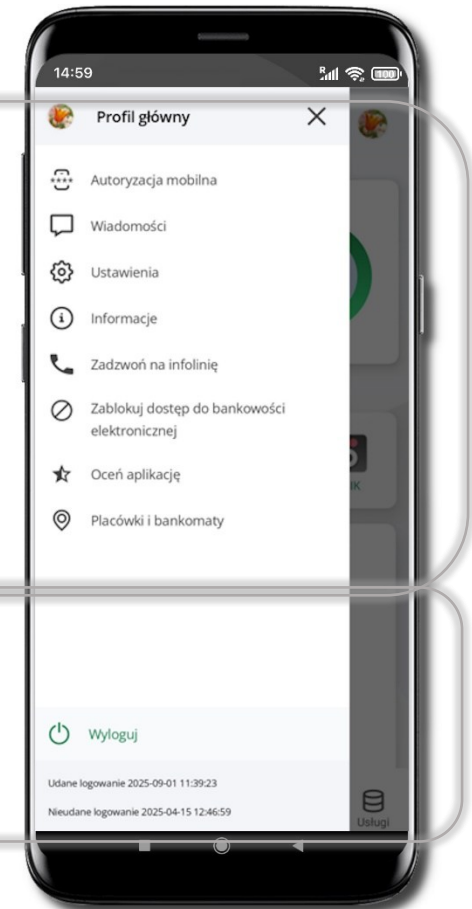 14:59
R
100
Profil główny
Autoryzacja mobilna
Wiadomości
Ustawienia
Informacje
Zadzwoń na infolinię
Zablokuj dostęp do bankowości
elektronicznej
IK
Oceń aplikację
Placówki i bankomaty
Wyloguj
Udane logowanie 2025-09-01 11:39:23
Nieudane logowanie 2025-04-15 12:46:59
Usługi